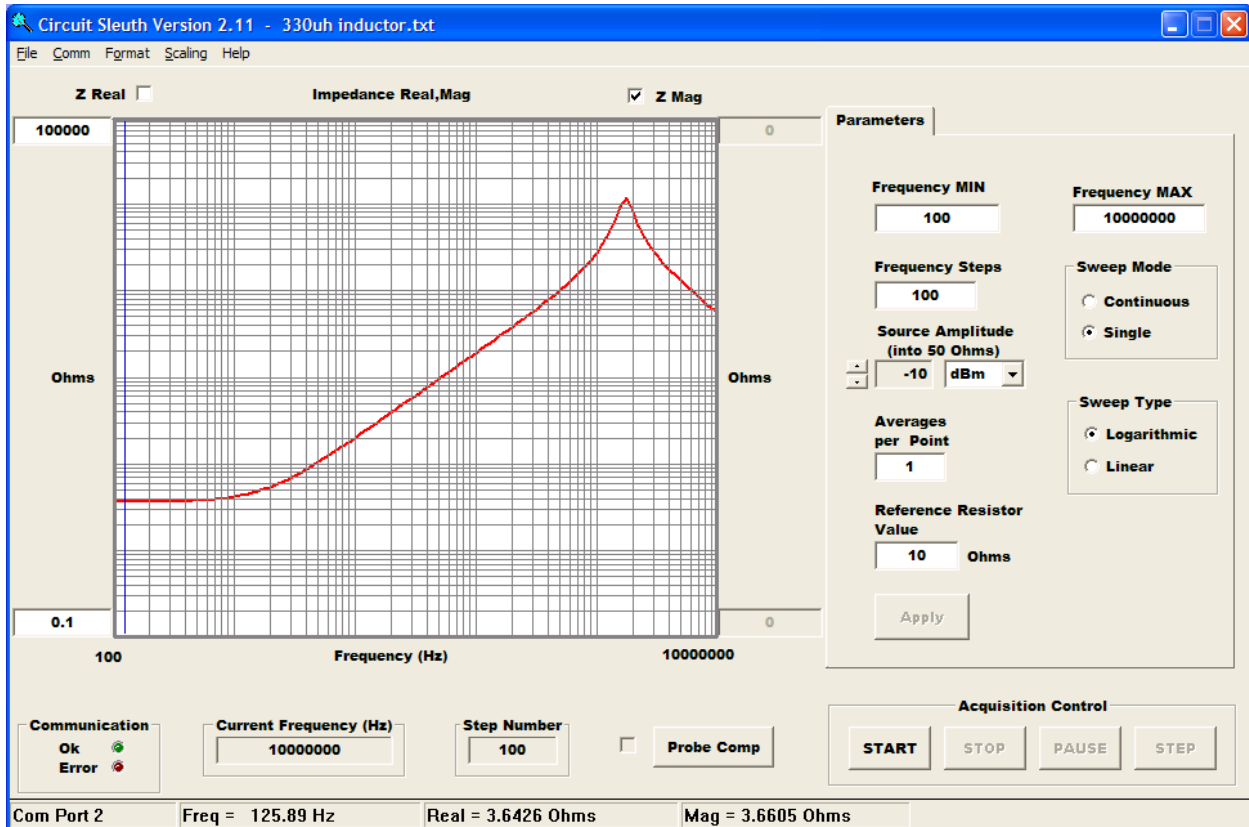 Circuit Sleuth Version 2.11 - 330uh inductor.txt
File Comm Format Scaling Help
Z Real Impedance Real,Mag Z Mag
100000
0
Ohms
Ohms
0.1
0
100 Frequency (Hz) 10000000
Parameters
Frequency MIN Frequency MAX
100 10000000
Frequency Steps
100
Sweep Mode
Continuous
Single
Source Amplitude
(into 50 Ohms)
-10 dBm
Sweep Type
Logarithmic
Linear
Averages
per Point
1
Reference Resistor
Value
10 Ohms
Apply
Communication
Ok
Error
Current Frequency (Hz)
10000000
Step Number
100
Probe Comp
Acquisition Control
START STOP PAUSE STEP
Com Port 2 Freq = 125.89 Hz Real = 3.6426 Ohms Mag = 3.6605 Ohms